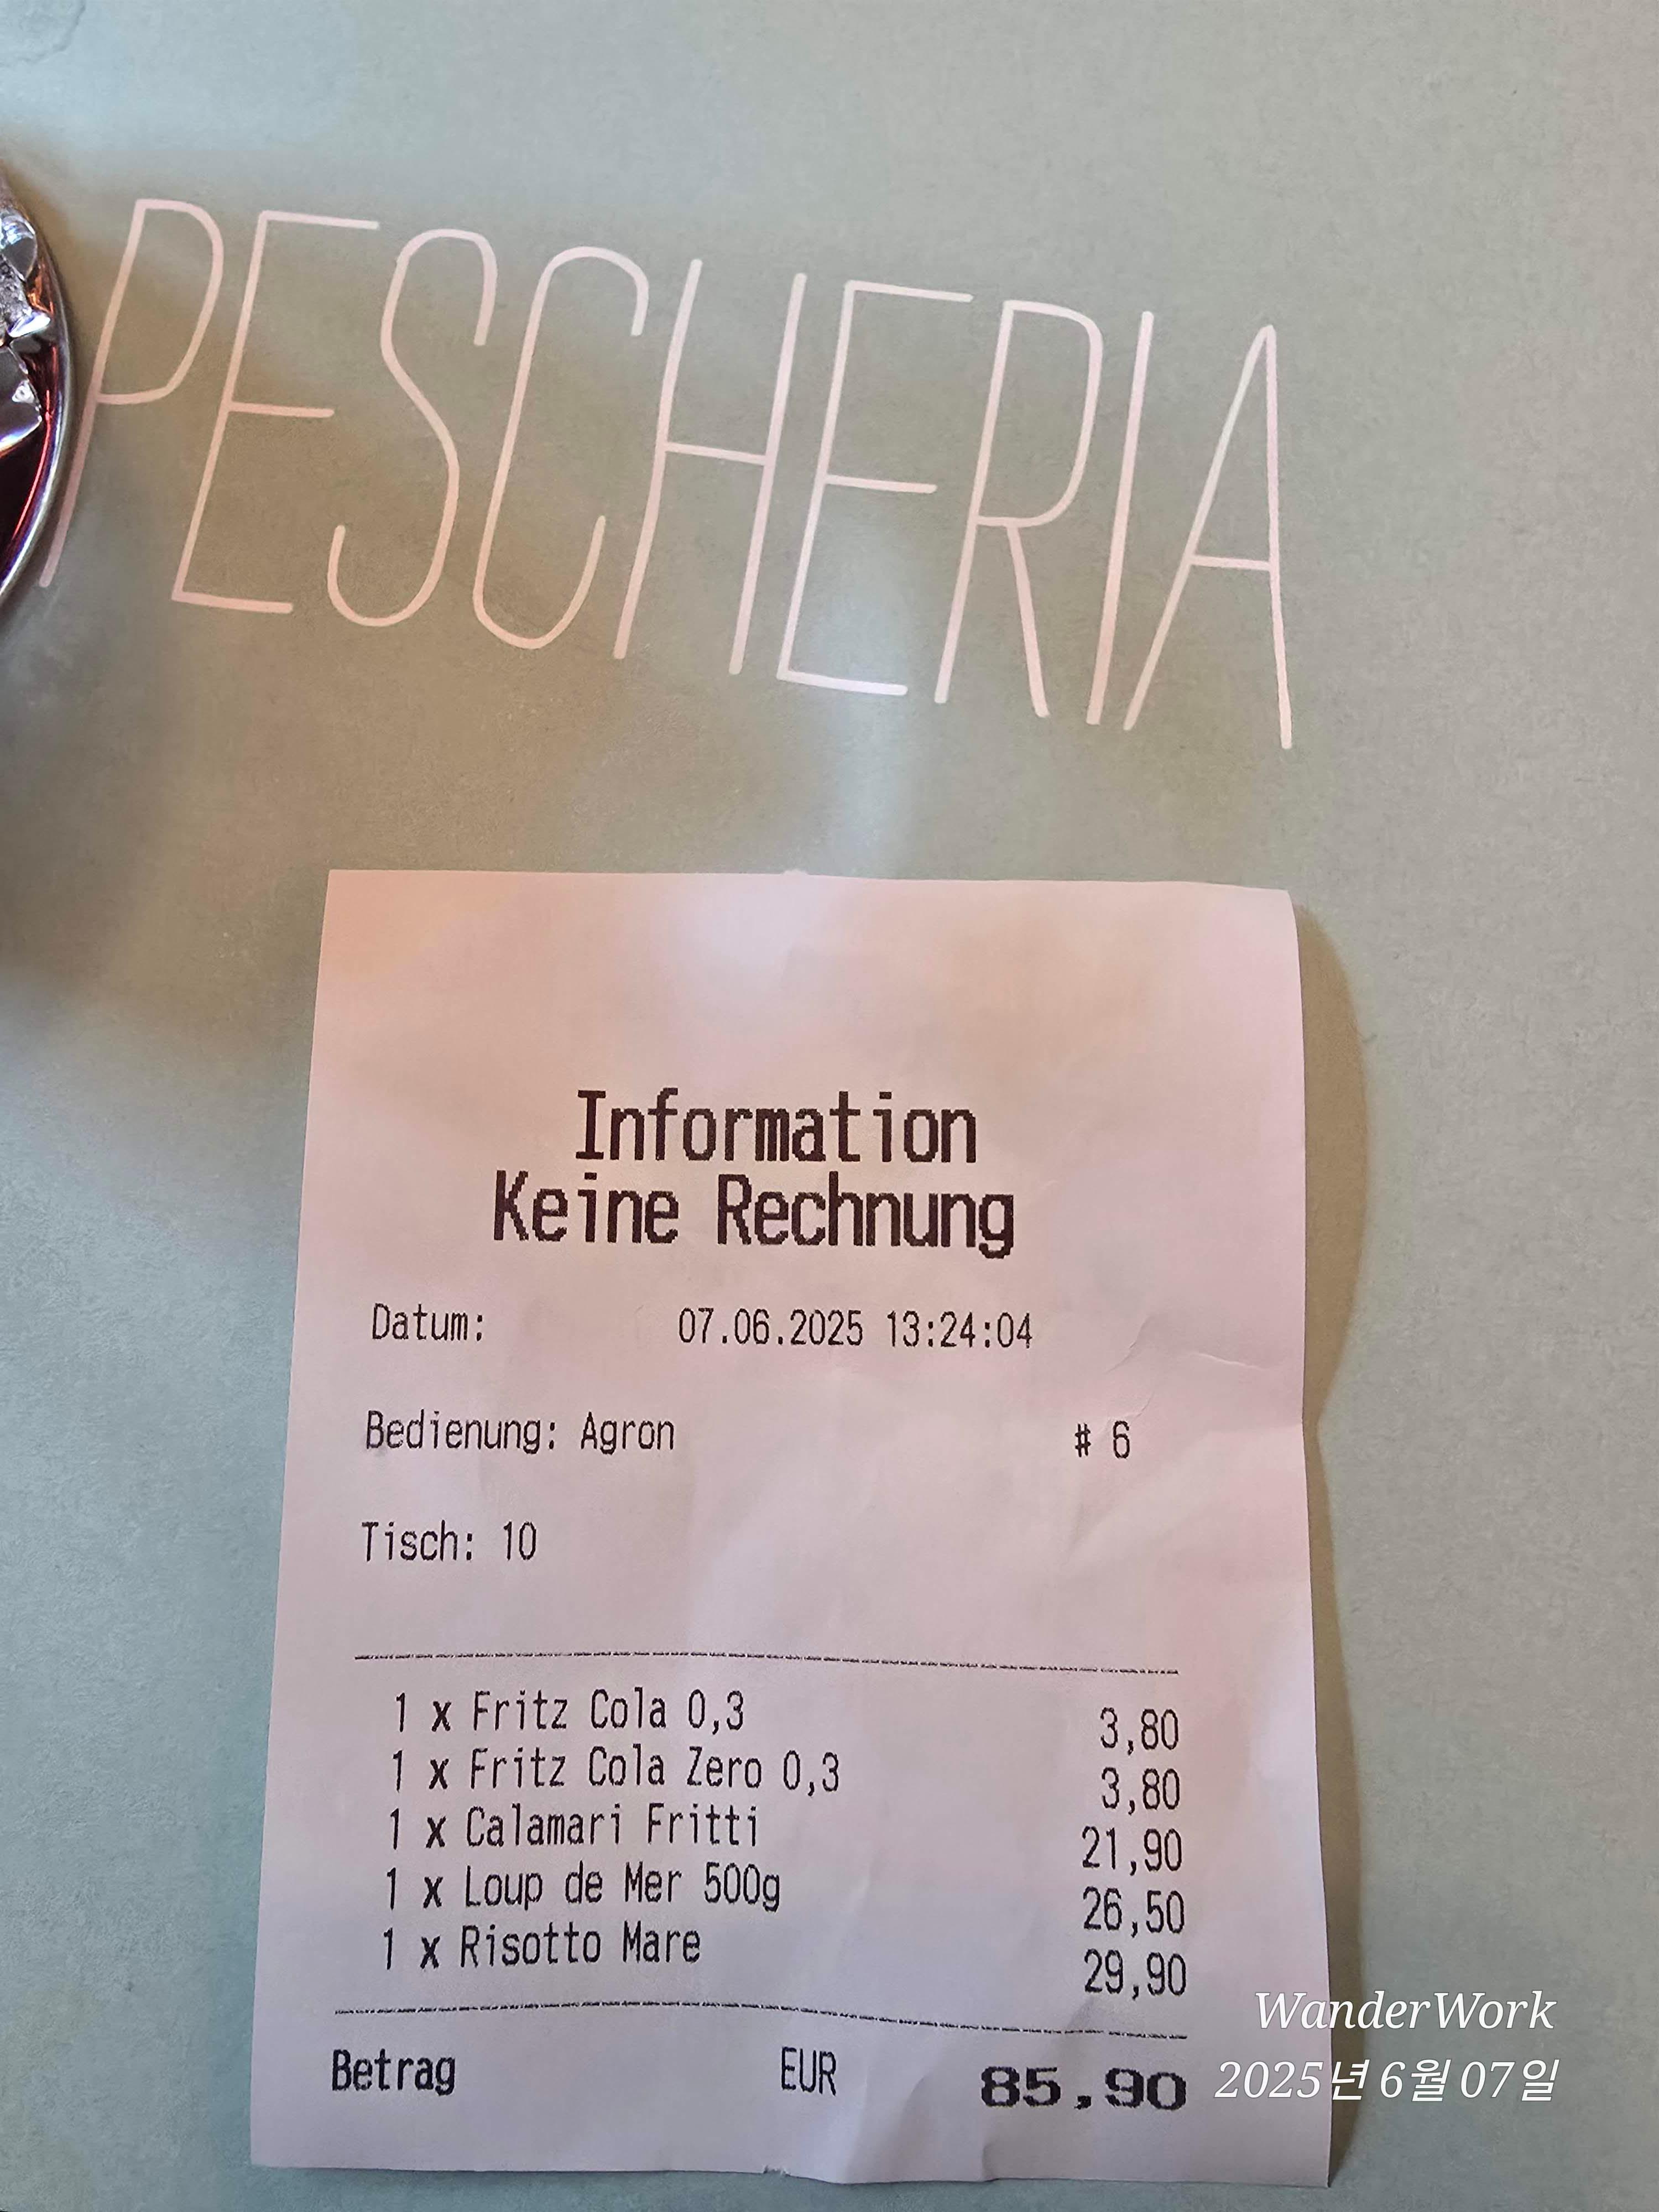 PESCHERIA
Information
Keine Rechnung
Datum: 07.06.2025 13:24:04
Bedienung: Agron # 6
Tisch: 10
1 x Fritz Cola 0,3 3,80
1 x Fritz Cola Zero 0,3 3,80
1 x Calamari Fritti 21,90
1 x Loup de Mer 500g 26,50
1 x Risotto Mare 29,90
Betrag EUR 85,90
WanderWork
2025년 6월 07일